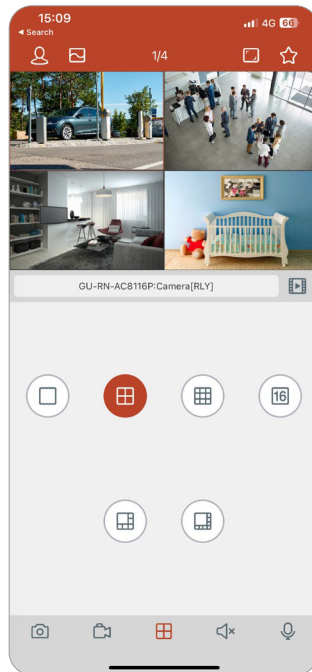 15:09
4G 66
Search
1/4
GU-RN-AC8116P:Camera[RLY]
16